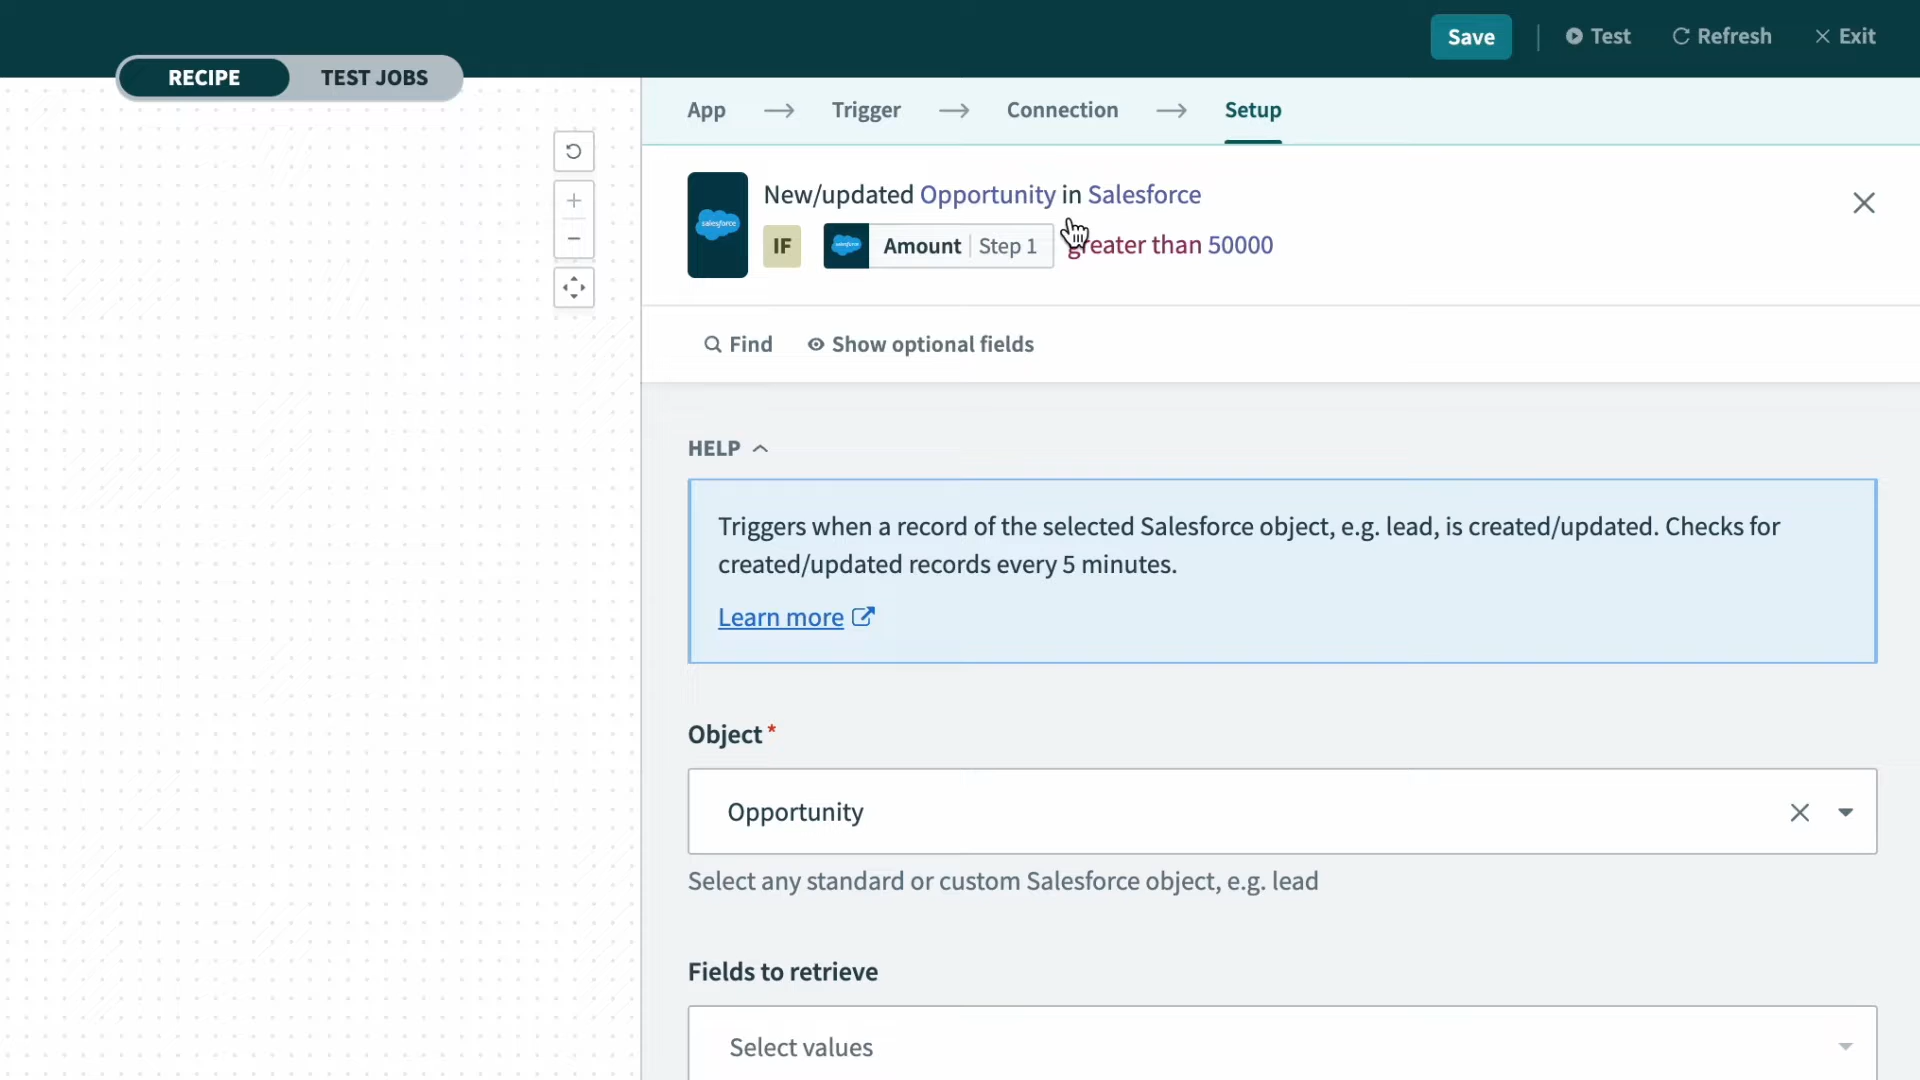 Save
Test
Refresh
Exit
RECIPE
TEST JOBS
App
Trigger
Connection
Setup
New/updated Opportunity in Salesforce
salesforce
IF
salesforce
Amount
Step 1
greater than 50000
Find
Show optional fields
HELP
Triggers when a record of the selected Salesforce object, e.g. lead, is created/updated. Checks for
created/updated records every 5 minutes.
Learn more
Object *
Opportunity
Select any standard or custom Salesforce object, e.g. lead
Fields to retrieve
Select values